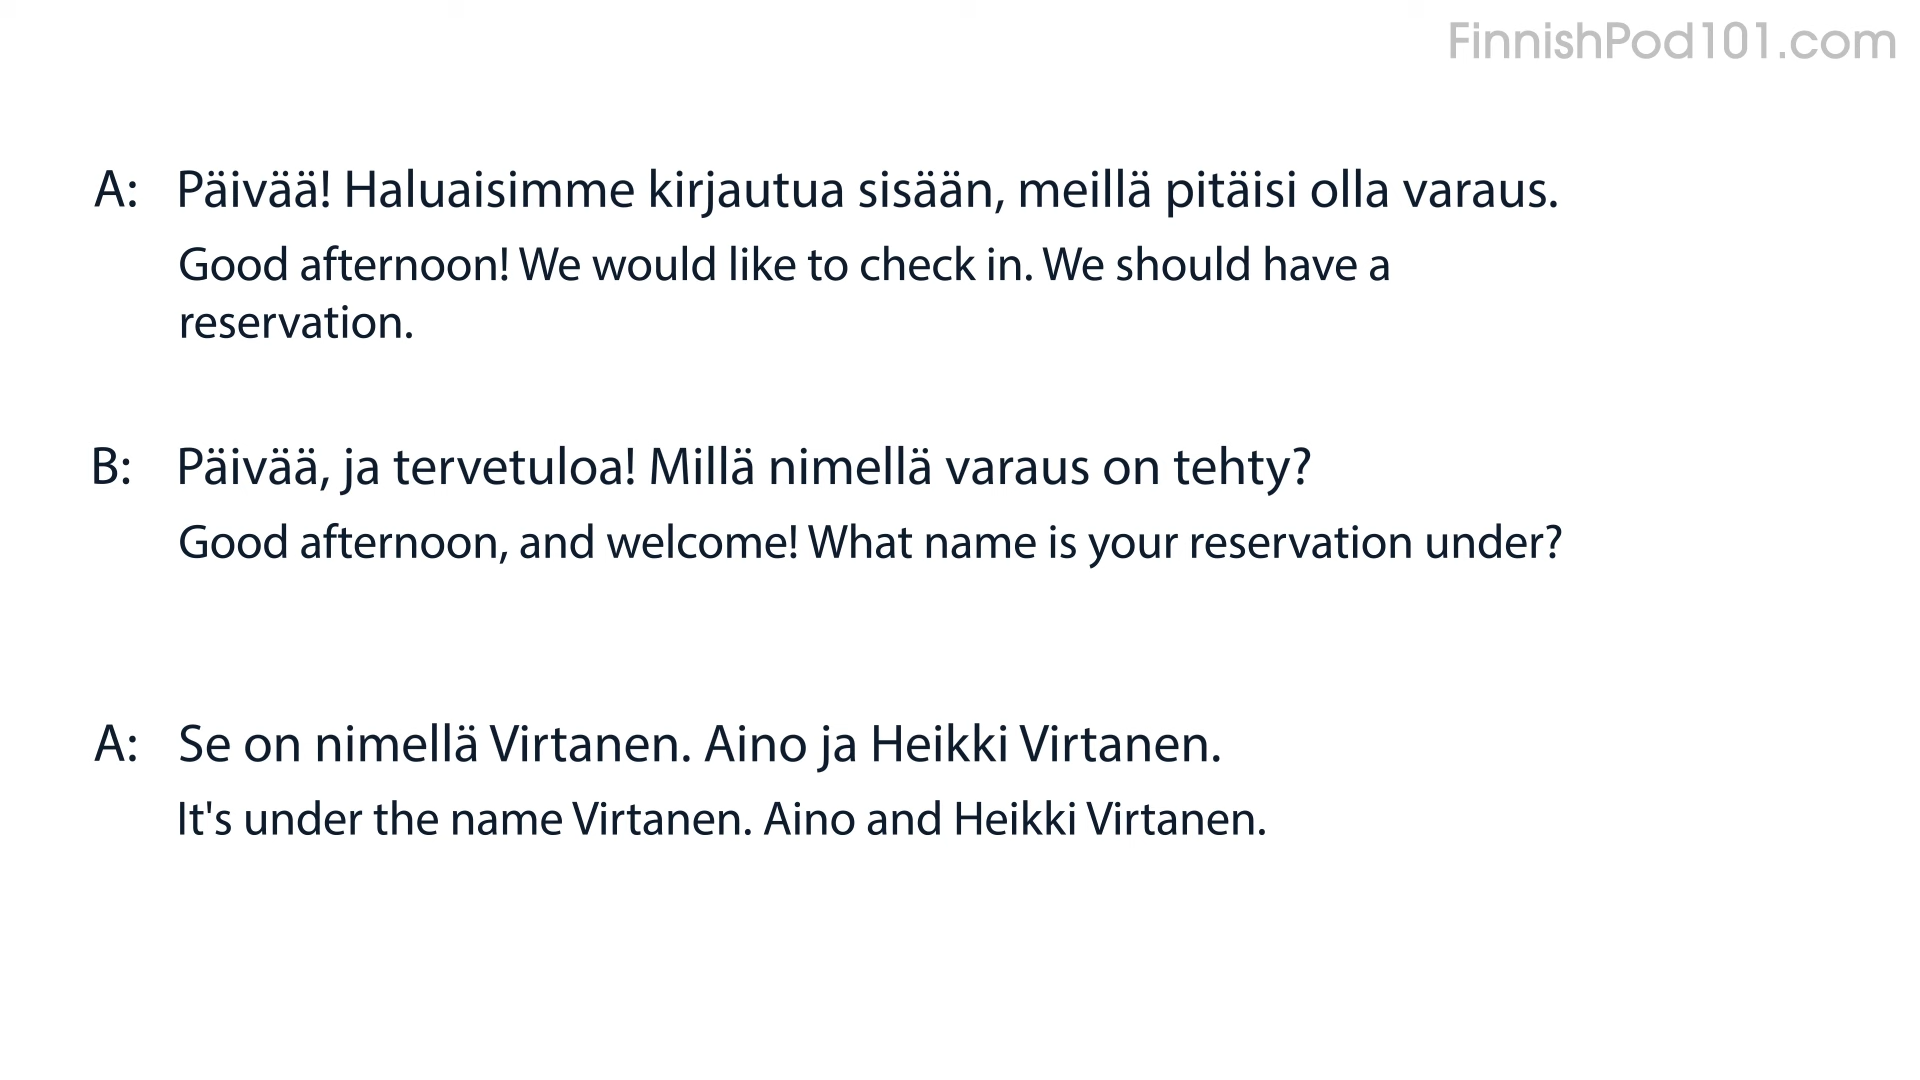 FinnishPod101.com
A: Päivää! Haluaisimme kirjautua sisään, meillä pitäisi olla varaus.
Good afternoon! We would like to check in. We should have a
reservation.
B: Päivää, ja tervetuloa! Millä nimellä varaus on tehty?
Good afternoon, and welcome! What name is your reservation under?
A: Se on nimellä Virtanen. Aino ja Heikki Virtanen.
It's under the name Virtanen. Aino and Heikki Virtanen.